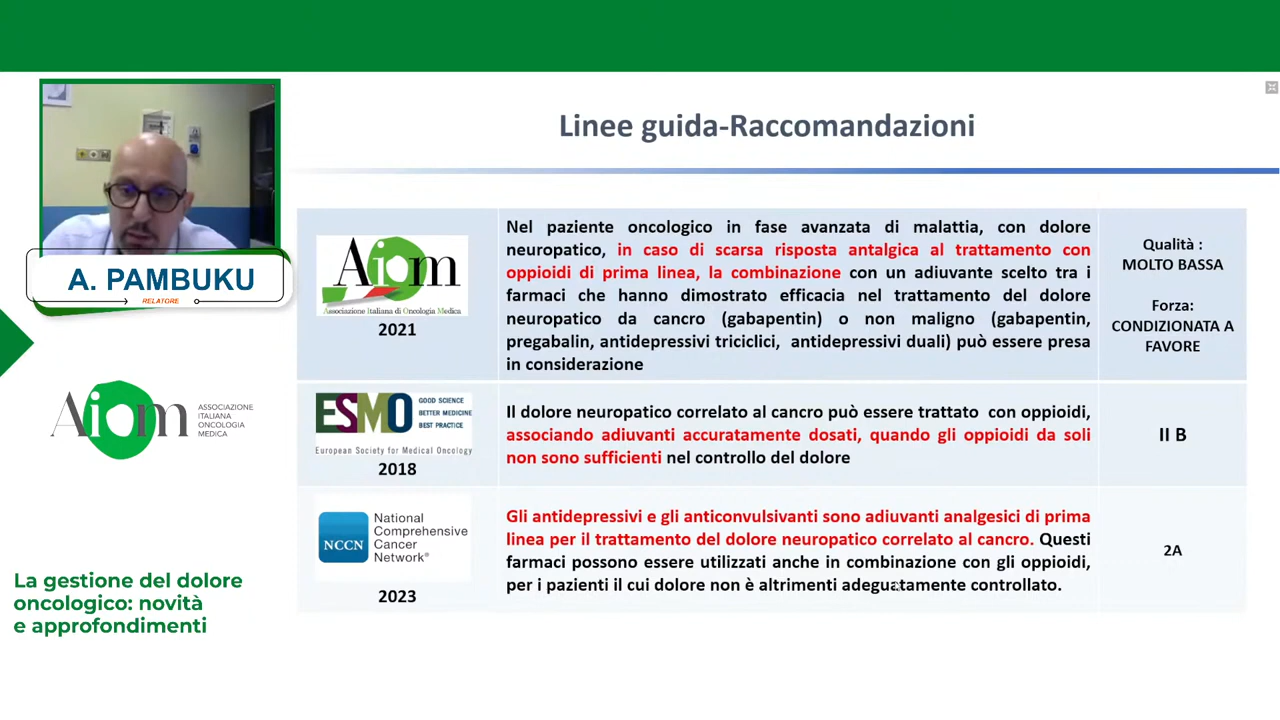 Linee guida-Raccomandazioni
A. PAMBUKU
RELATORE
Aiom
ASSOCIAZIONE
ITALIANA
ONCOLOGIA
MEDICA
La gestione del dolore
oncologico: novità
e approfondimenti
Aiom
Associazione Italiana di Oncologia Medica
2021
Nel paziente oncologico in fase avanzata di malattia, con dolore
neuropatico, in caso di scarsa risposta antalgica al trattamento con
oppioidi di prima linea, la combinazione con un adiuvante scelto tra i
farmaci che hanno dimostrato efficacia nel trattamento del dolore
neuropatico da cancro (gabapentin) o non maligno (gabapentin,
pregabalin, antidepressivi triciclici, antidepressivi duali) può essere presa
in considerazione
Qualità :
MOLTO BASSA
Forza:
CONDIZIONATA A
FAVORE
ESMO
GOOD SCIENCE
BETTER MEDICINE
BEST PRACTICE
European Society for Medical Oncology
2018
Il dolore neuropatico correlato al cancro può essere trattato con oppioidi,
associando adiuvanti accuratamente dosati, quando gli oppioidi da soli
non sono sufficienti nel controllo del dolore
II B
NCCN
National
Comprehensive
Cancer
Network®
2023
Gli antidepressivi e gli anticonvulsivanti sono adiuvanti analgesici di prima
linea per il trattamento del dolore neuropatico correlato al cancro. Questi
farmaci possono essere utilizzati anche in combinazione con gli oppioidi,
per i pazienti il cui dolore non è altrimenti adeguatamente controllato.
2A